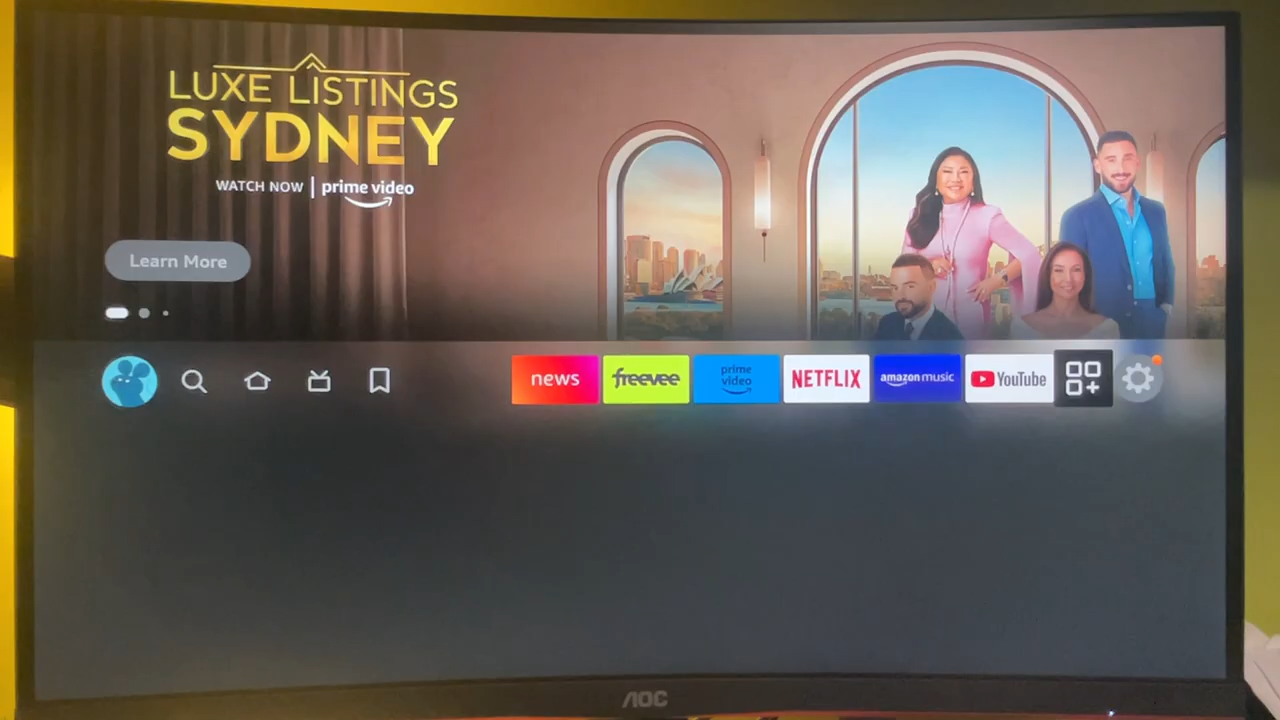 LUXE LISTINGS
SYDNEY
WATCH NOW | prime video
Learn More
news
freevee
prime video
NETFLIX
amazon music
YouTube
AOC